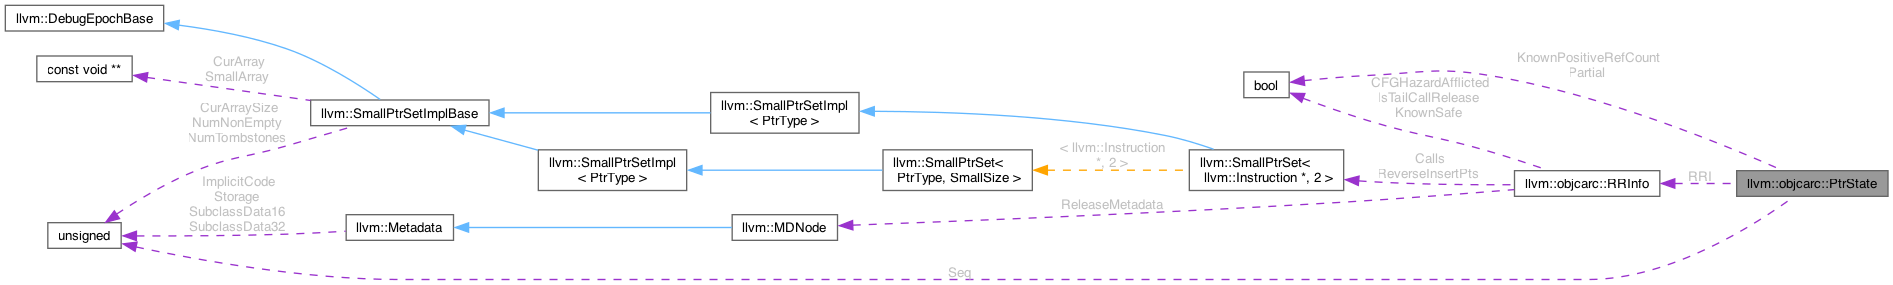 llvm::DebugEpochBase
const void **
CurArray
SmallArray
CurArraySize
NumNonEmpty
NumTombstones
ImplicitCode
Storage
SubclassData16
SubclassData32
unsigned
llvm::SmallPtrSetImplBase
llvm::Metadata
llvm::SmallPtrSetImpl
< PtrType >
llvm::SmallPtrSetImpl
< PtrType >
llvm::MDNode
llvm::SmallPtrSet<
PtrType, SmallSize >
< llvm::Instruction
*, 2 >
ReleaseMetadata
Seq
llvm::SmallPtrSet<
llvm::Instruction *, 2 >
bool
CFGHazardAfflicted
IsTailCallRelease
KnownSafe
Calls
ReverseInsertPts
KnownPositiveRefCount
Partial
llvm::objcarc::RRInfo
RRI
llvm::objcarc::PtrState